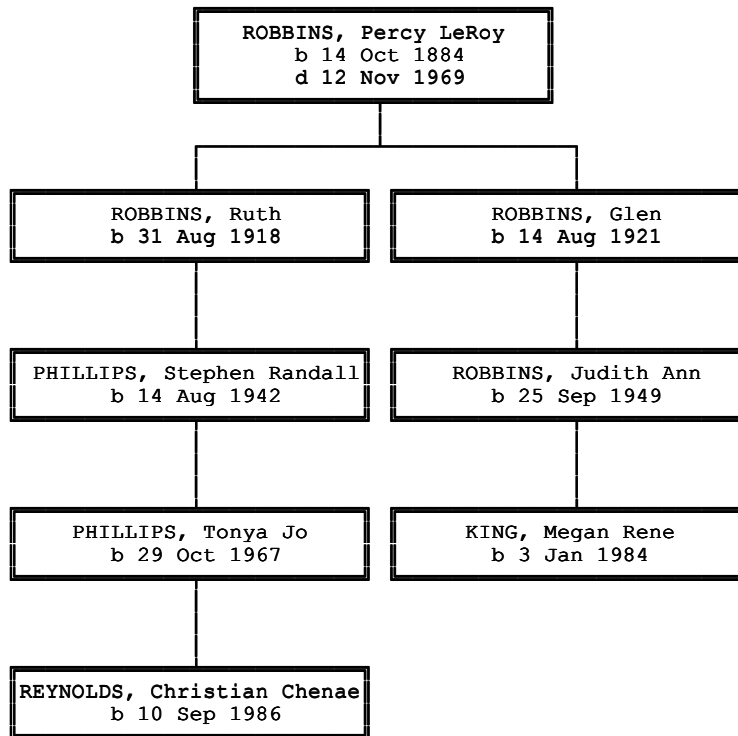 ROBBINS, Percy LeRoy
b 14 Oct 1884
d 12 Nov 1969
ROBBINS, Ruth
b 31 Aug 1918
ROBBINS, Glen
b 14 Aug 1921
PHILLIPS, Stephen Randall
b 14 Aug 1942
ROBBINS, Judith Ann
b 25 Sep 1949
PHILLIPS, Tonya Jo
b 29 Oct 1967
KING, Megan Rene
b 3 Jan 1984
REYNOLDS, Christian Chenae
b 10 Sep 1986